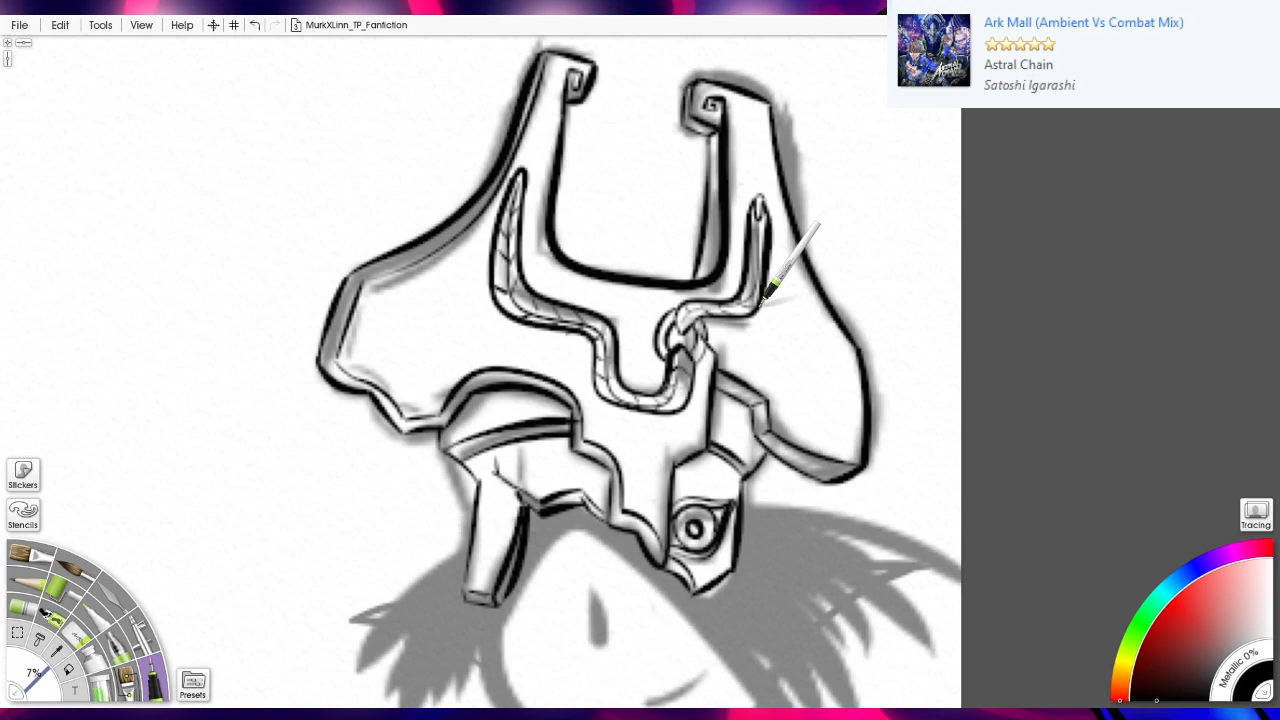 File Edit Tools View Help MurkXLinn_TP_Fanfiction
Ark Mall (Ambient Vs Combat Mix)
Astral Chain
Satoshi Igarashi
Stickers
Stencils
Tracing
7%
T
Presets
Metallic 0%